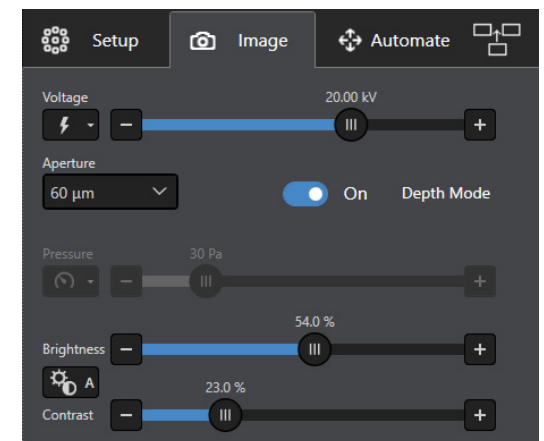 Setup Image Automate
Voltage 20.00 kV
Aperture
60 µm On Depth Mode
Pressure 30 Pa
54.0 %
Brightness
A
23.0 %
Contrast